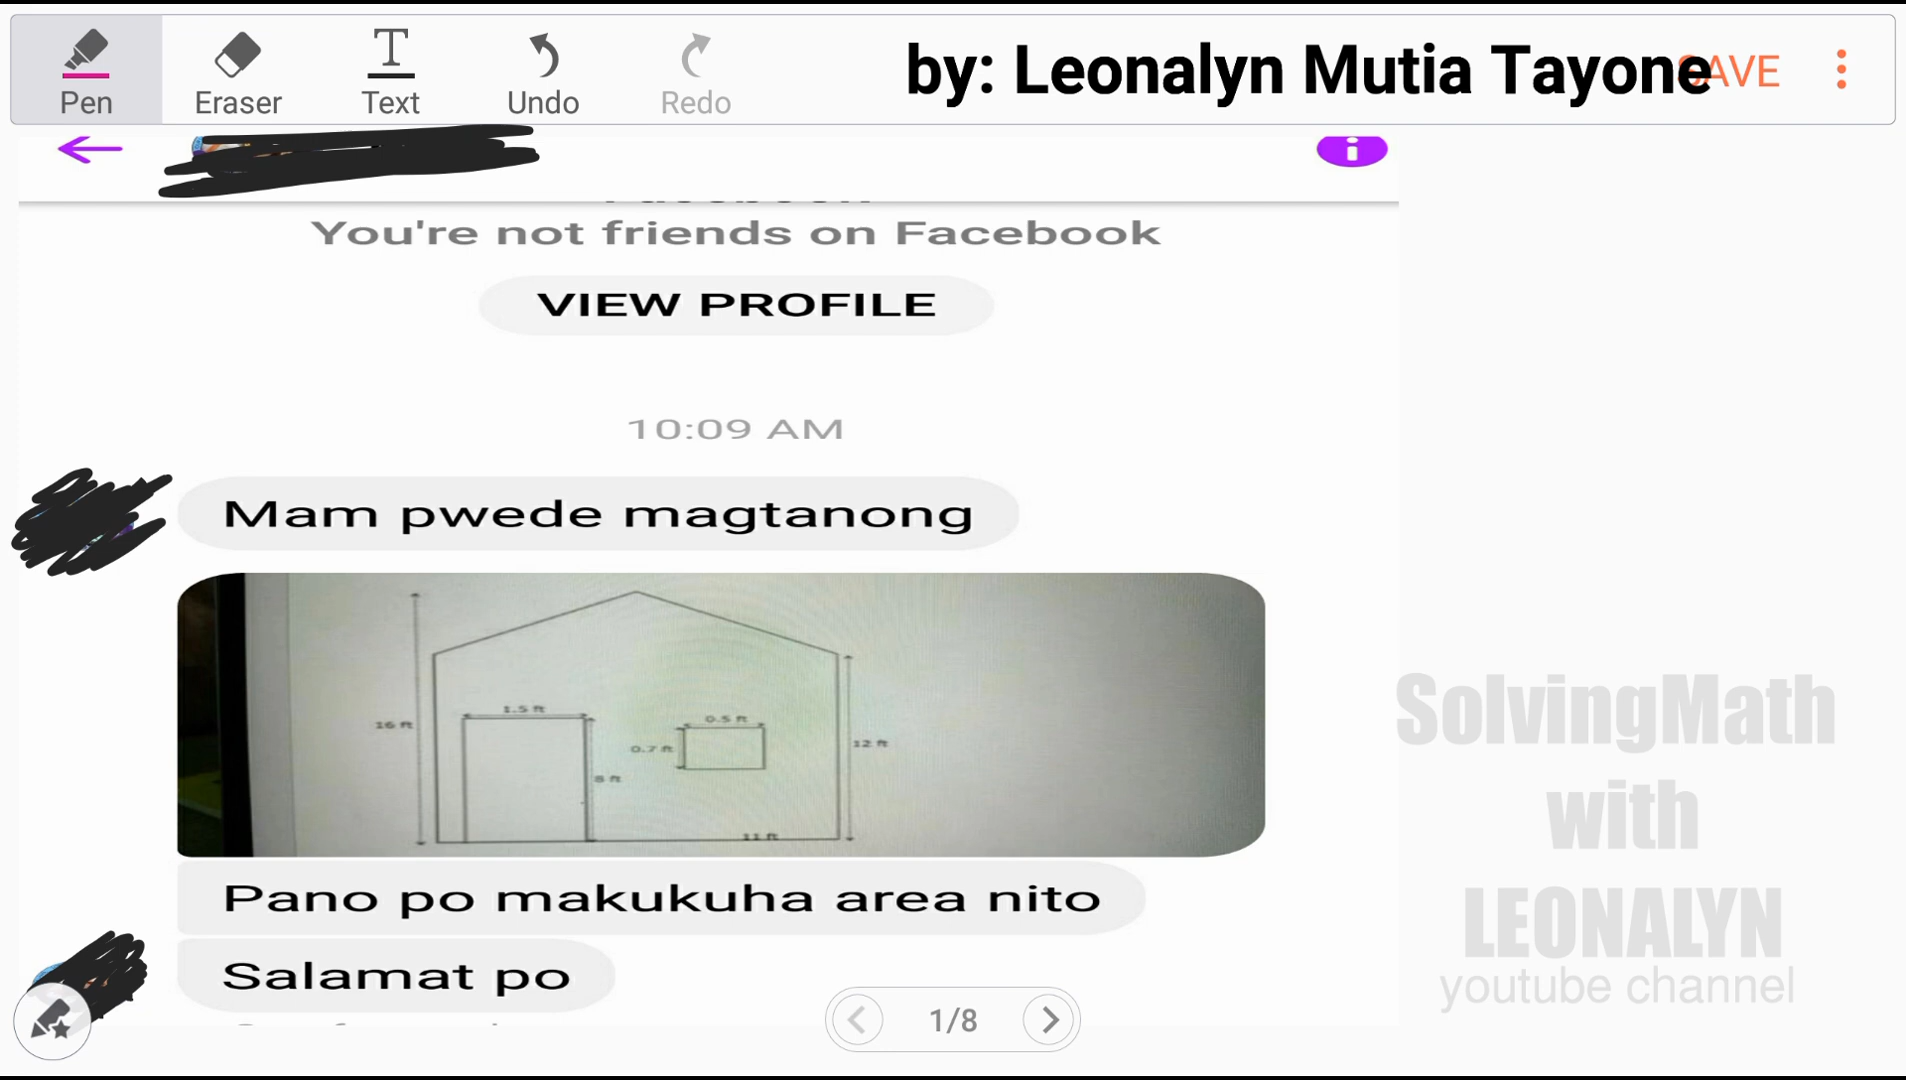 Pen
Eraser
Text
Undo
Redo
by: Leonalyn Mutia Tayone
You're not friends on Facebook
VIEW PROFILE
10:09 AM
Mam pwede magtanong
16 ft
1.5 ft
8 ft
0.7 ft
0.5 ft
12 ft
11 ft
SolvingMath
with
LEONALYN
youtube channel
Pano po makukuha area nito
Salamat po
1/8